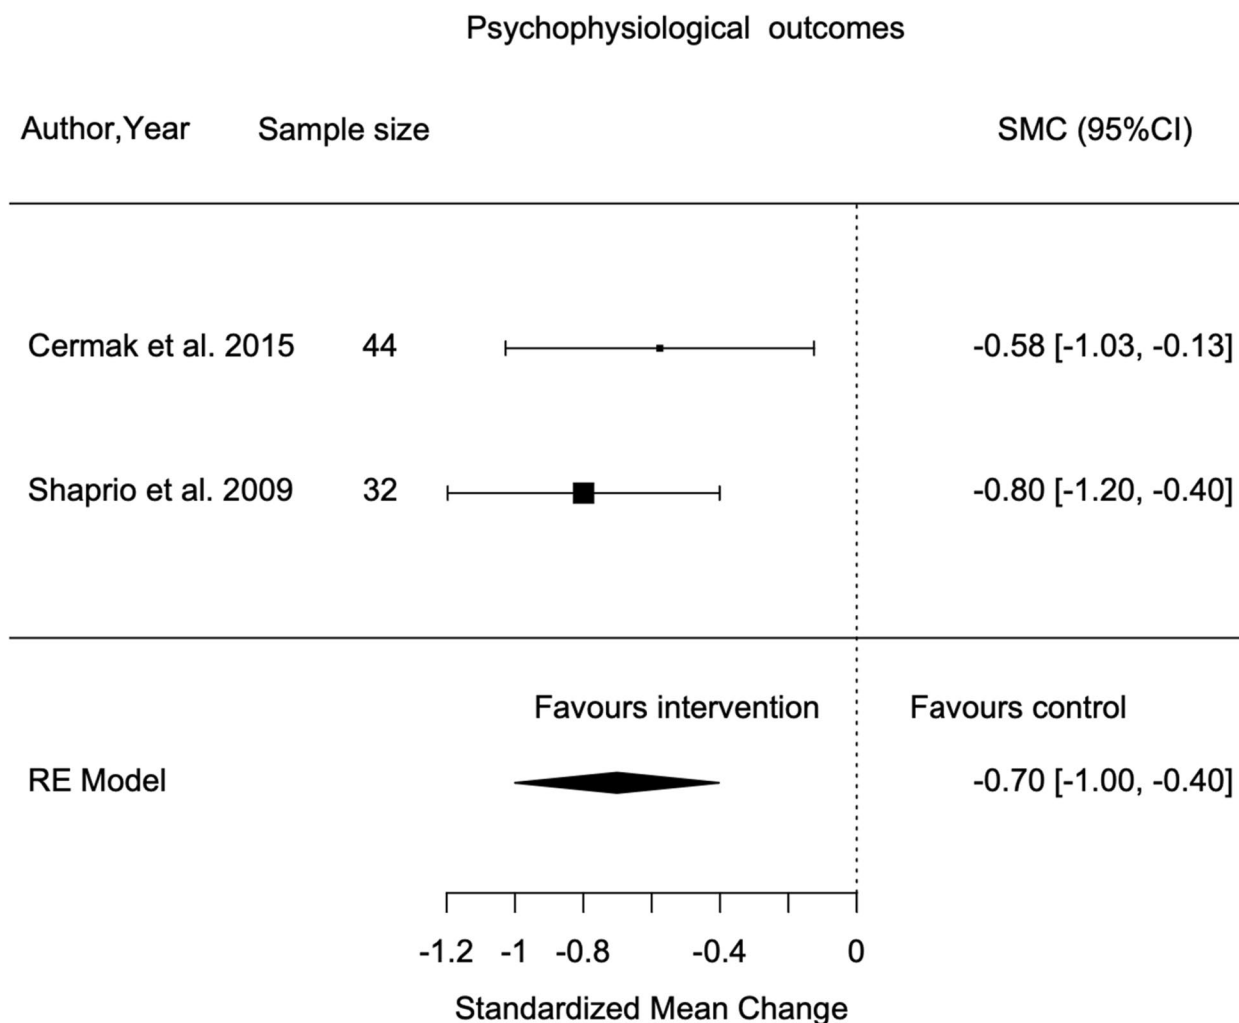 Psychophysiological outcomes
Author,Year Sample size SMC (95%CI)
Cermak et al. 2015 44 -0.58 [-1.03, -0.13]
Shaprio et al. 2009 32 -0.80 [-1.20, -0.40]
Favours intervention Favours control
RE Model -0.70 [-1.00, -0.40]
-1.2 -1 -0.8 -0.4 0
Standardized Mean Change